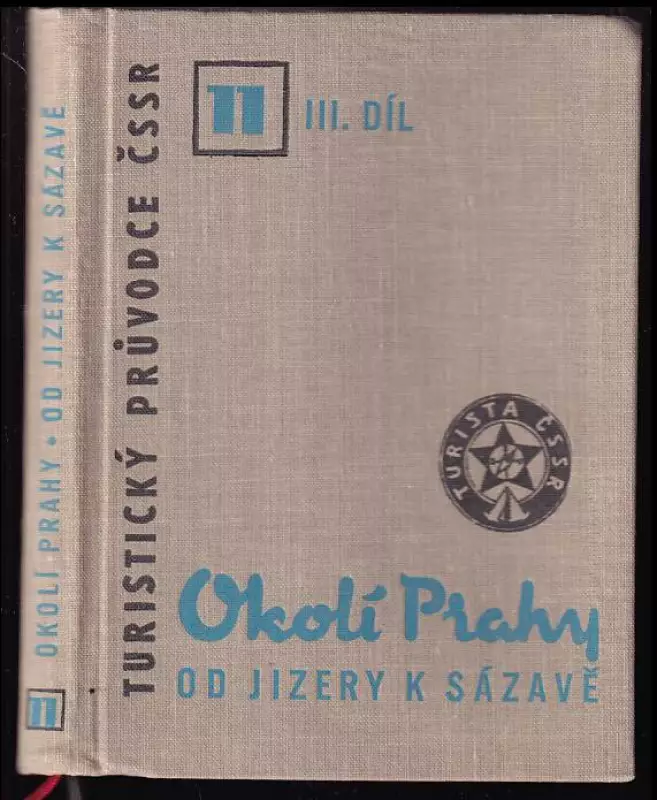 OKOLÍ PRAHY • OD JIZERY K SÁZAVĚ
11
TURISTICKÝ PRŮVODCE ČSSR
11 III. DÍL
TURISTA ČSSR
Okolí Prahy
OD JIZERY K SÁZAVĚ